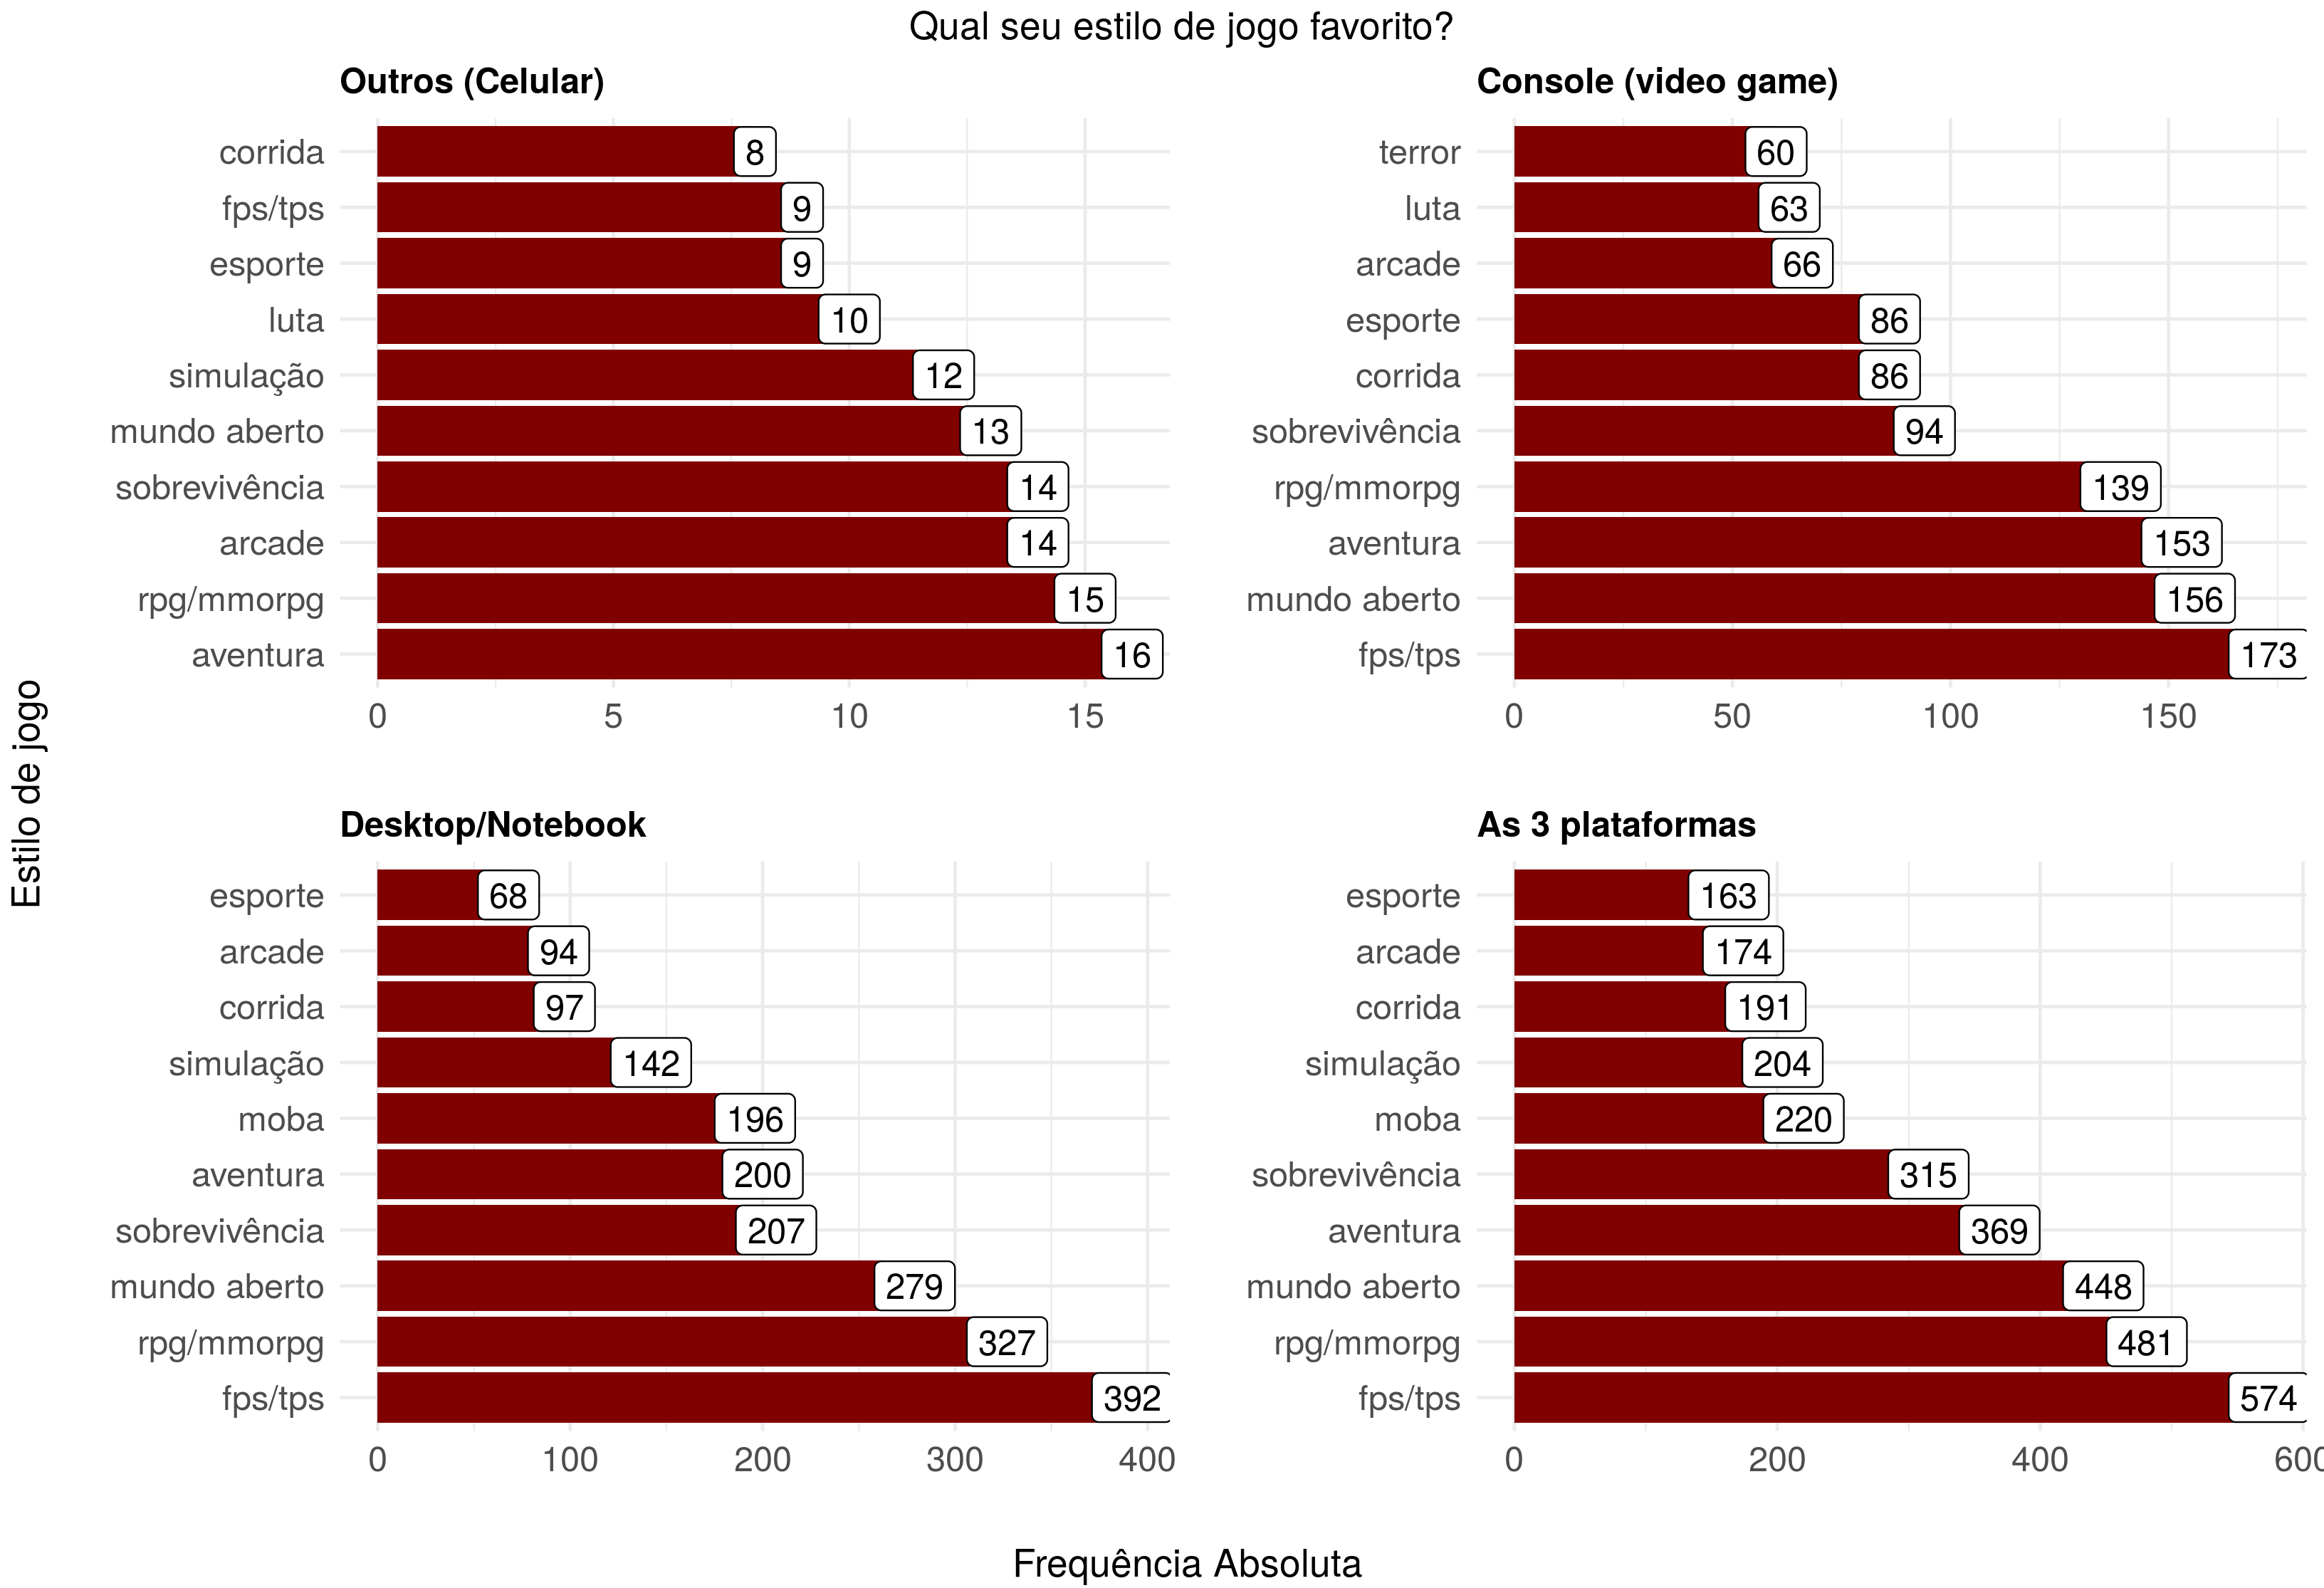 Qual seu estilo de jogo favorito?
Estilo de jogo
Outros (Celular)
corrida 8
fps/tps 9
esporte 9
luta 10
simulação 12
mundo aberto 13
sobrevivência 14
arcade 14
rpg/mmorpg 15
aventura 16
0 5 10 15
Console (video game)
terror 60
luta 63
arcade 66
esporte 86
corrida 86
sobrevivência 94
rpg/mmorpg 139
aventura 153
mundo aberto 156
fps/tps 173
0 50 100 150
Desktop/Notebook
esporte 68
arcade 94
corrida 97
simulação 142
moba 196
aventura 200
sobrevivência 207
mundo aberto 279
rpg/mmorpg 327
fps/tps 392
0 100 200 300 400
As 3 plataformas
esporte 163
arcade 174
corrida 191
simulação 204
moba 220
sobrevivência 315
aventura 369
mundo aberto 448
rpg/mmorpg 481
fps/tps 574
0 200 400 600
Frequência Absoluta